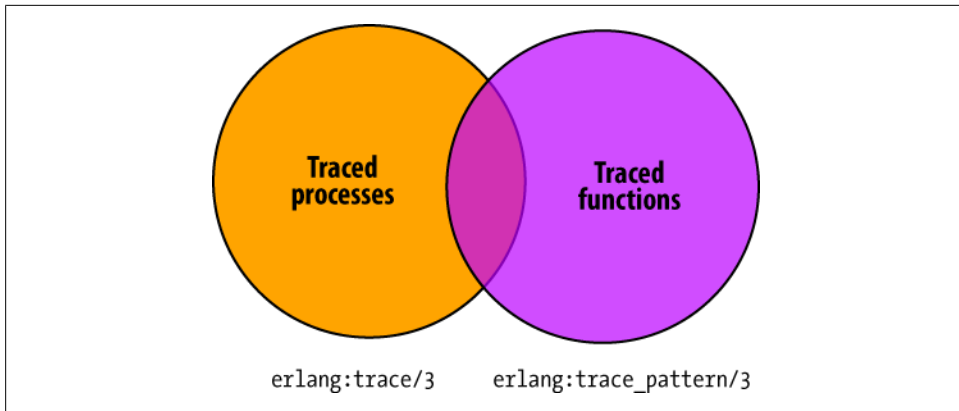 Traced
processes
Traced
functions
erlang:trace/3
erlang:trace_pattern/3